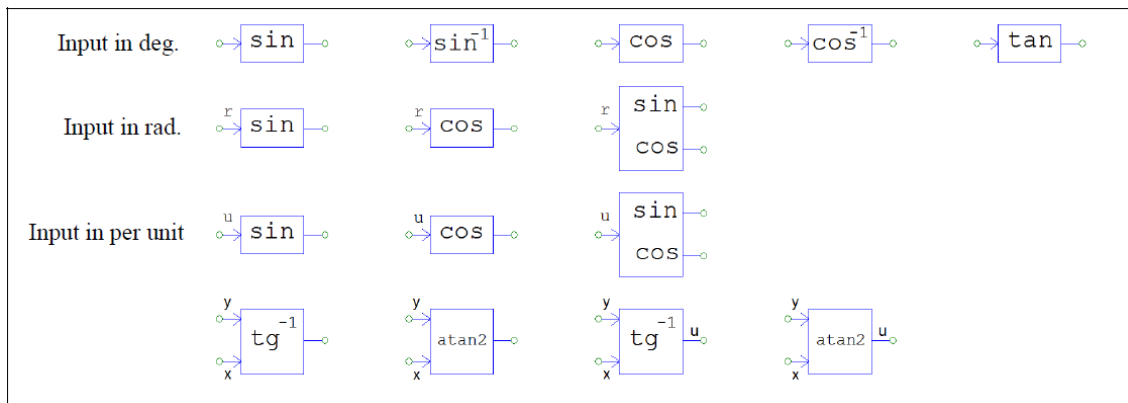 Input in deg. sin sin⁻¹ cos cos⁻¹ tan
r r r sin
Input in rad. sin cos
cos
u u u sin
Input in per unit sin cos
cos
y y y y
tg⁻¹ atan2 tg⁻¹ u atan2 u
x x x x